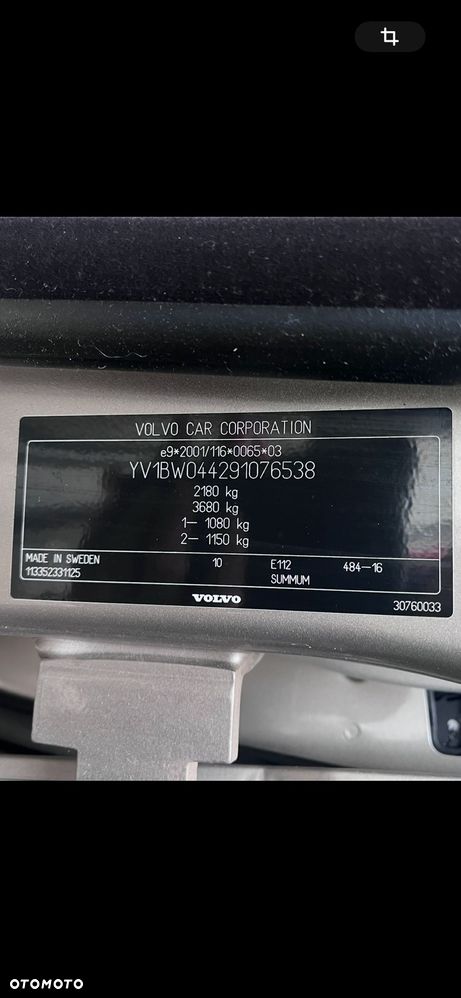 VOLVO CAR CORPORATION
e9*2001/116*0065*03
YV1BW044291076538
2180 kg
3680 kg
1- 1080 kg
2- 1150 kg
MADE IN SWEDEN 10 E112 484-16
113352331125 SUMMUM
VOLVO 30760033
OTOMOTO